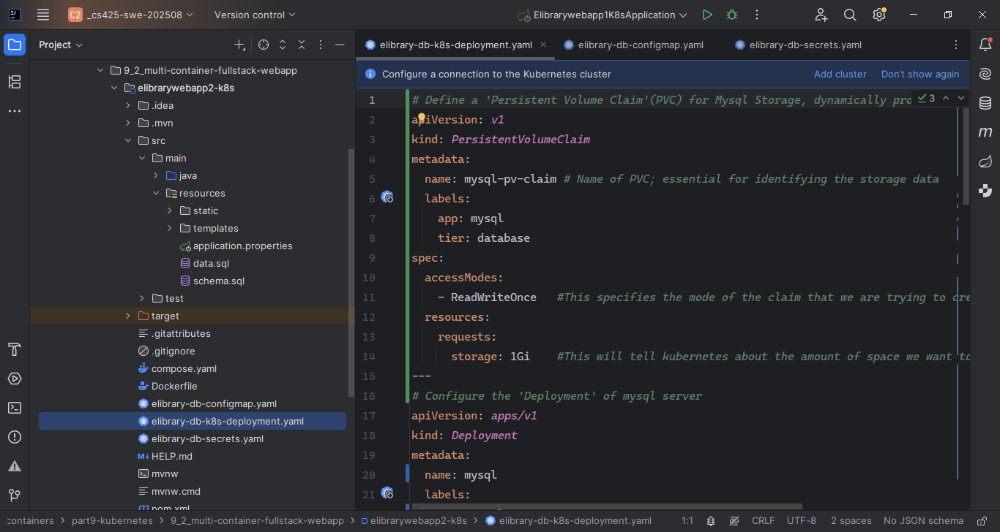 C2 _cs425-swe-202508 Version control Elibrarywebapp1K8sApplication
Project
elibrary-db-k8s-deployment.yaml elibrary-db-configmap.yaml elibrary-db-secrets.yaml
Configure a connection to the Kubernetes cluster Add cluster Don't show again
9_2_multi-container-fullstack-webapp
elibrarywebapp2-k8s
.idea
.mvn
src
main
java
resources
static
templates
application.properties
data.sql
schema.sql
test
target
.gitattributes
.gitignore
compose.yaml
Dockerfile
elibrary-db-configmap.yaml
elibrary-db-k8s-deployment.yaml
elibrary-db-secrets.yaml
M↓ HELP.md
mvnw
mvnw.cmd
pom.xml
1 # Define a 'Persistent Volume Claim'(PVC) for Mysql Storage, dynamically pro 3
2 apiVersion: v1
3 kind: PersistentVolumeClaim
4 metadata:
5 name: mysql-pv-claim # Name of PVC; essential for identifying the storage data
6 labels:
7 app: mysql
8 tier: database
9 spec:
10 accessModes:
11 - ReadWriteOnce #This specifies the mode of the claim that we are trying to cre
12 resources:
13 requests:
14 storage: 1Gi #This will tell kubernetes about the amount of space we want to
15 ---
16 # Configure the 'Deployment' of mysql server
17 apiVersion: apps/v1
18 kind: Deployment
19 metadata:
20 name: mysql
21 labels:
containers > part9-kubernetes > 9_2_multi-container-fullstack-webapp > elibrarywebapp2-k8s > elibrary-db-k8s-deployment.yaml 1:1 CRLF UTF-8 2 spaces No JSON schema